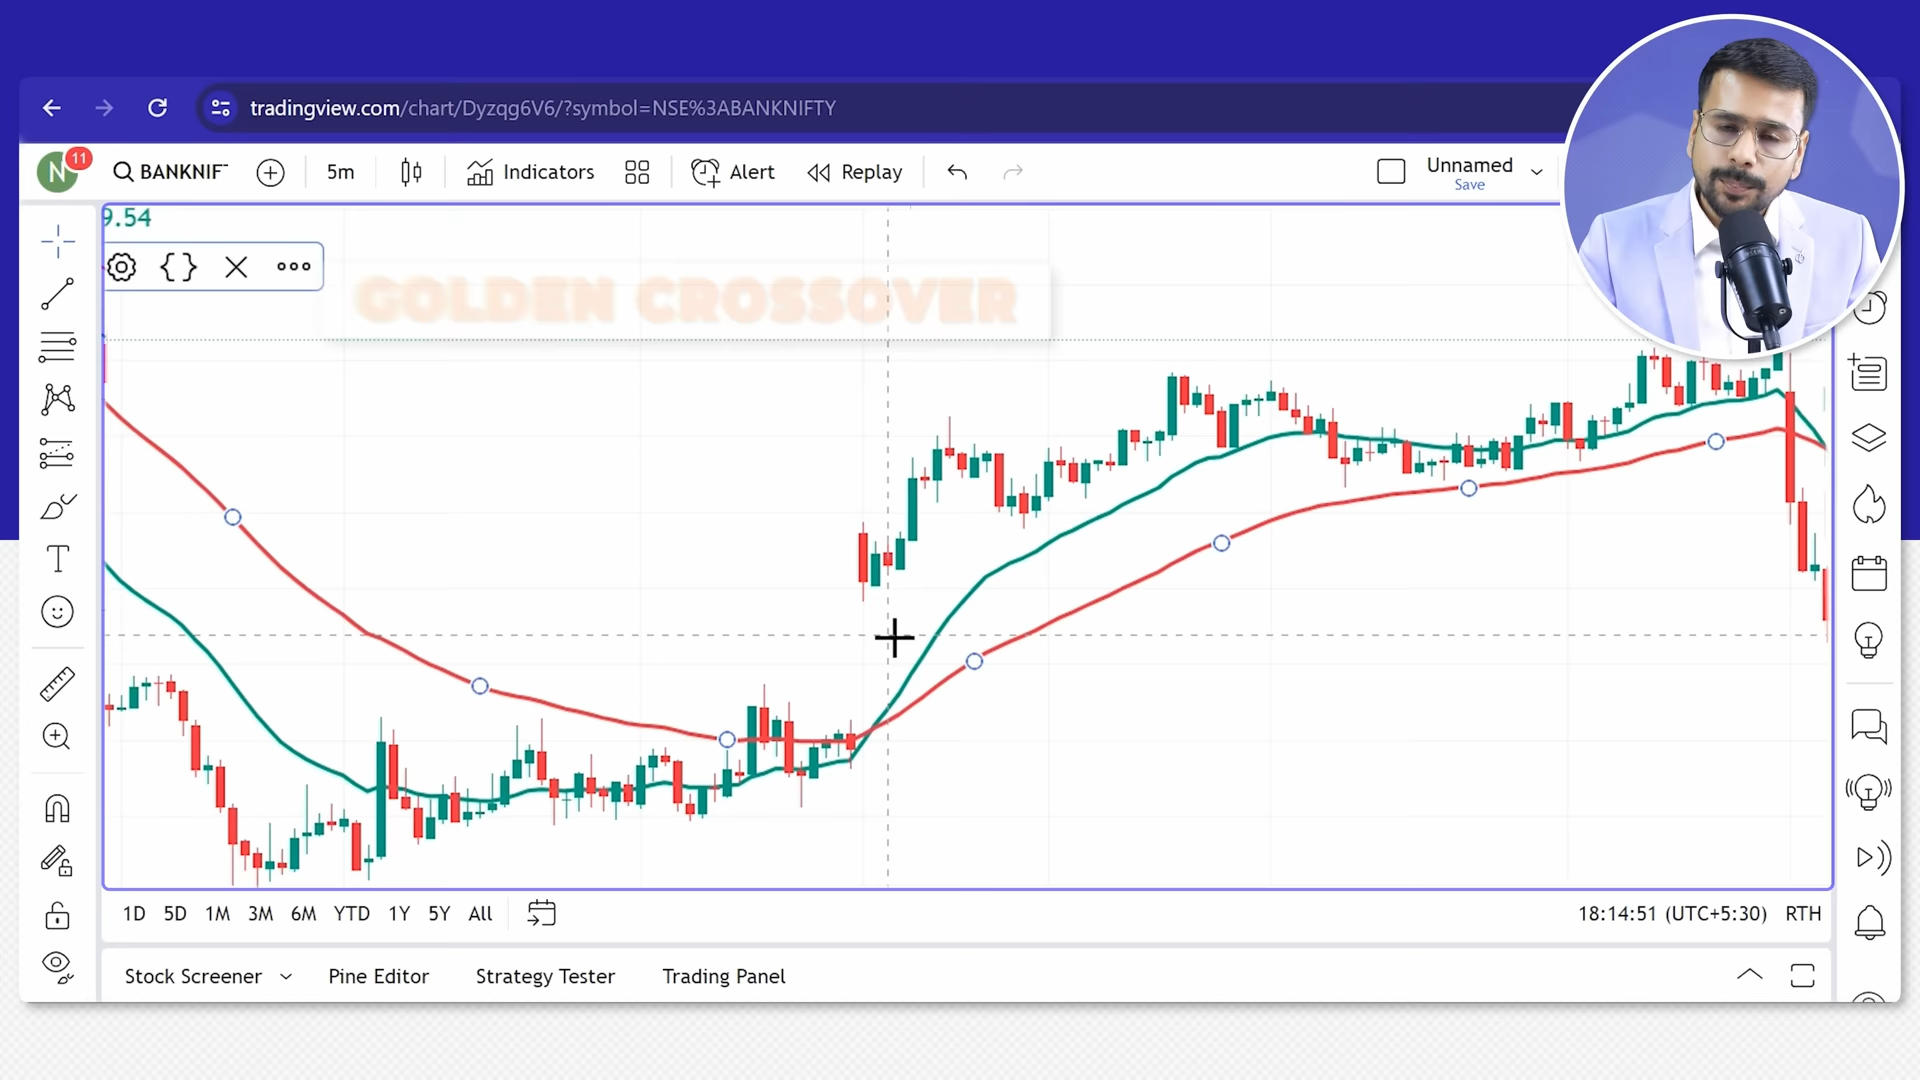 tradingview.com/chart/Dyzqg6V6/?symbol=NSE%3ABANKNIFTY
N
11
BANKNIF
5m
Indicators
Alert
Replay
Unnamed
Save
9.54
GOLDEN CROSSOVER
1D 5D 1M 3M 6M YTD 1Y 5Y All
18:14:51 (UTC+5:30) RTH
Stock Screener Pine Editor Strategy Tester Trading Panel